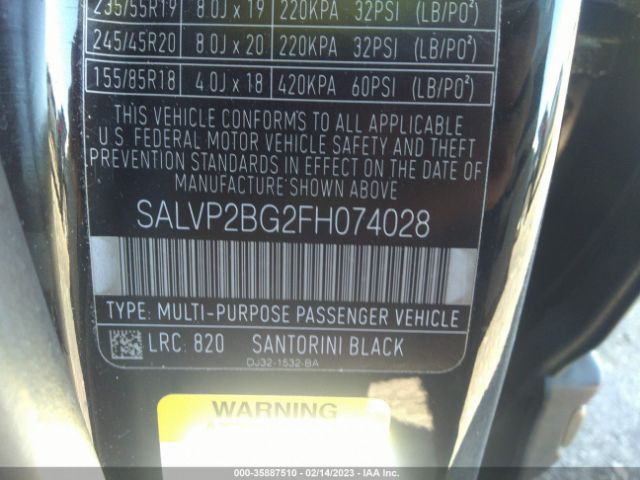 235/55R19 8.0J x 19 220KPA 32PSI (LB/PO²)
245/45R20 8.0J x 20 220KPA 32PSI (LB/PO²)
155/85R18 4.0J x 18 420KPA 60PSI (LB/PO²)
THIS VEHICLE CONFORMS TO ALL APPLICABLE
U.S. FEDERAL MOTOR VEHICLE SAFETY AND THEFT
PREVENTION STANDARDS IN EFFECT ON THE DATE OF
MANUFACTURE SHOWN ABOVE
SALVP2BG2FH074028
TYPE: MULTI-PURPOSE PASSENGER VEHICLE
LRC: 820 SANTORINI BLACK
DJ32-1532-BA
WARNING
000-35887510 - 02/14/2023 - IAA Inc.